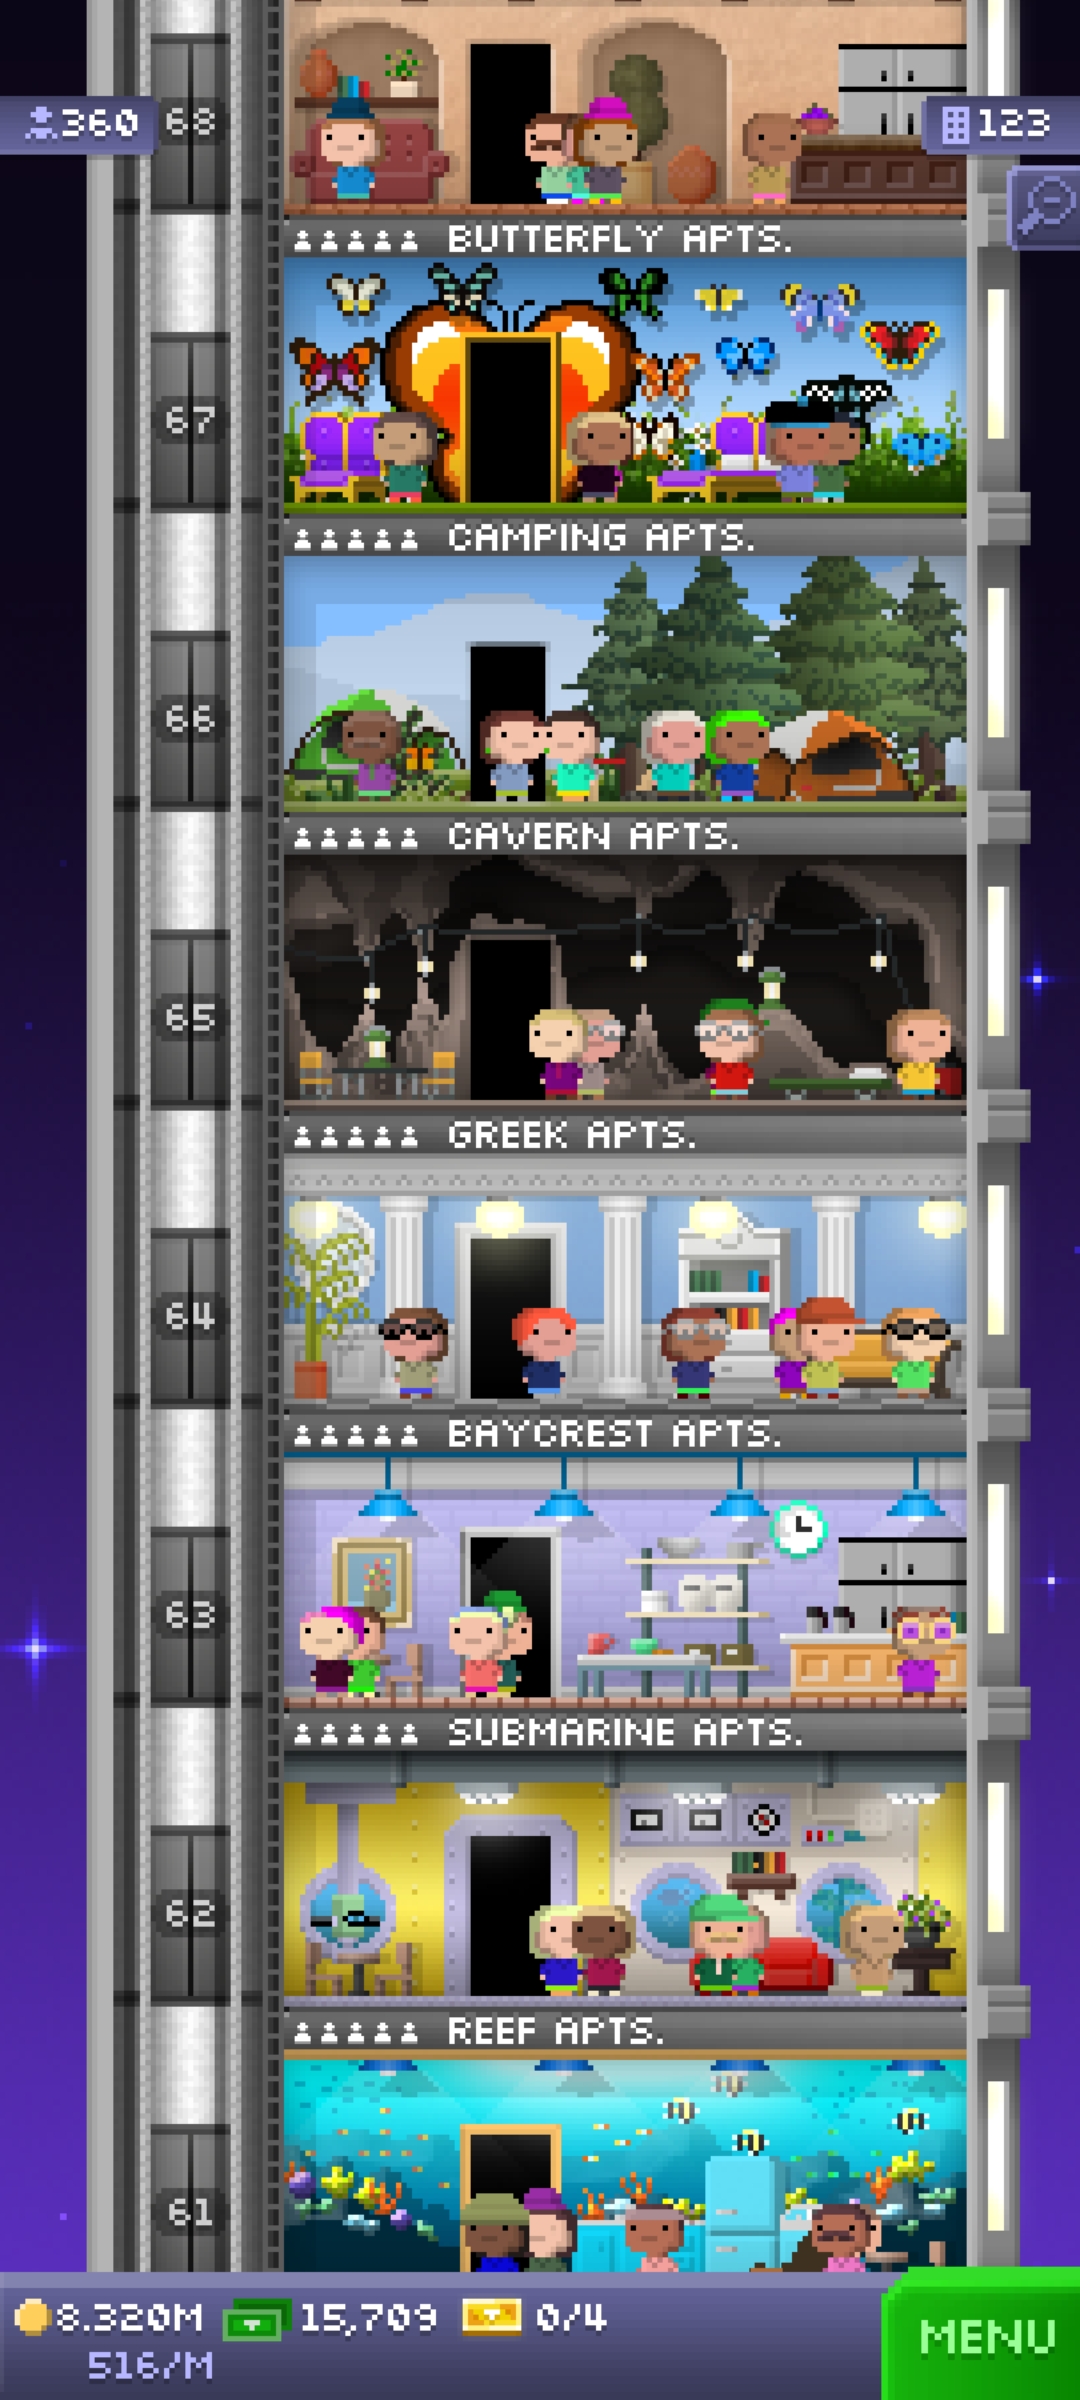 360
68
123
BUTTERFLY APTS.
67
CAMPING APTS.
66
CAVERN APTS.
65
GREEK APTS.
64
BAYCREST APTS.
63
SUBMARINE APTS.
62
REEF APTS.
61
8.320M 15,709 0/4
516/M
MENU